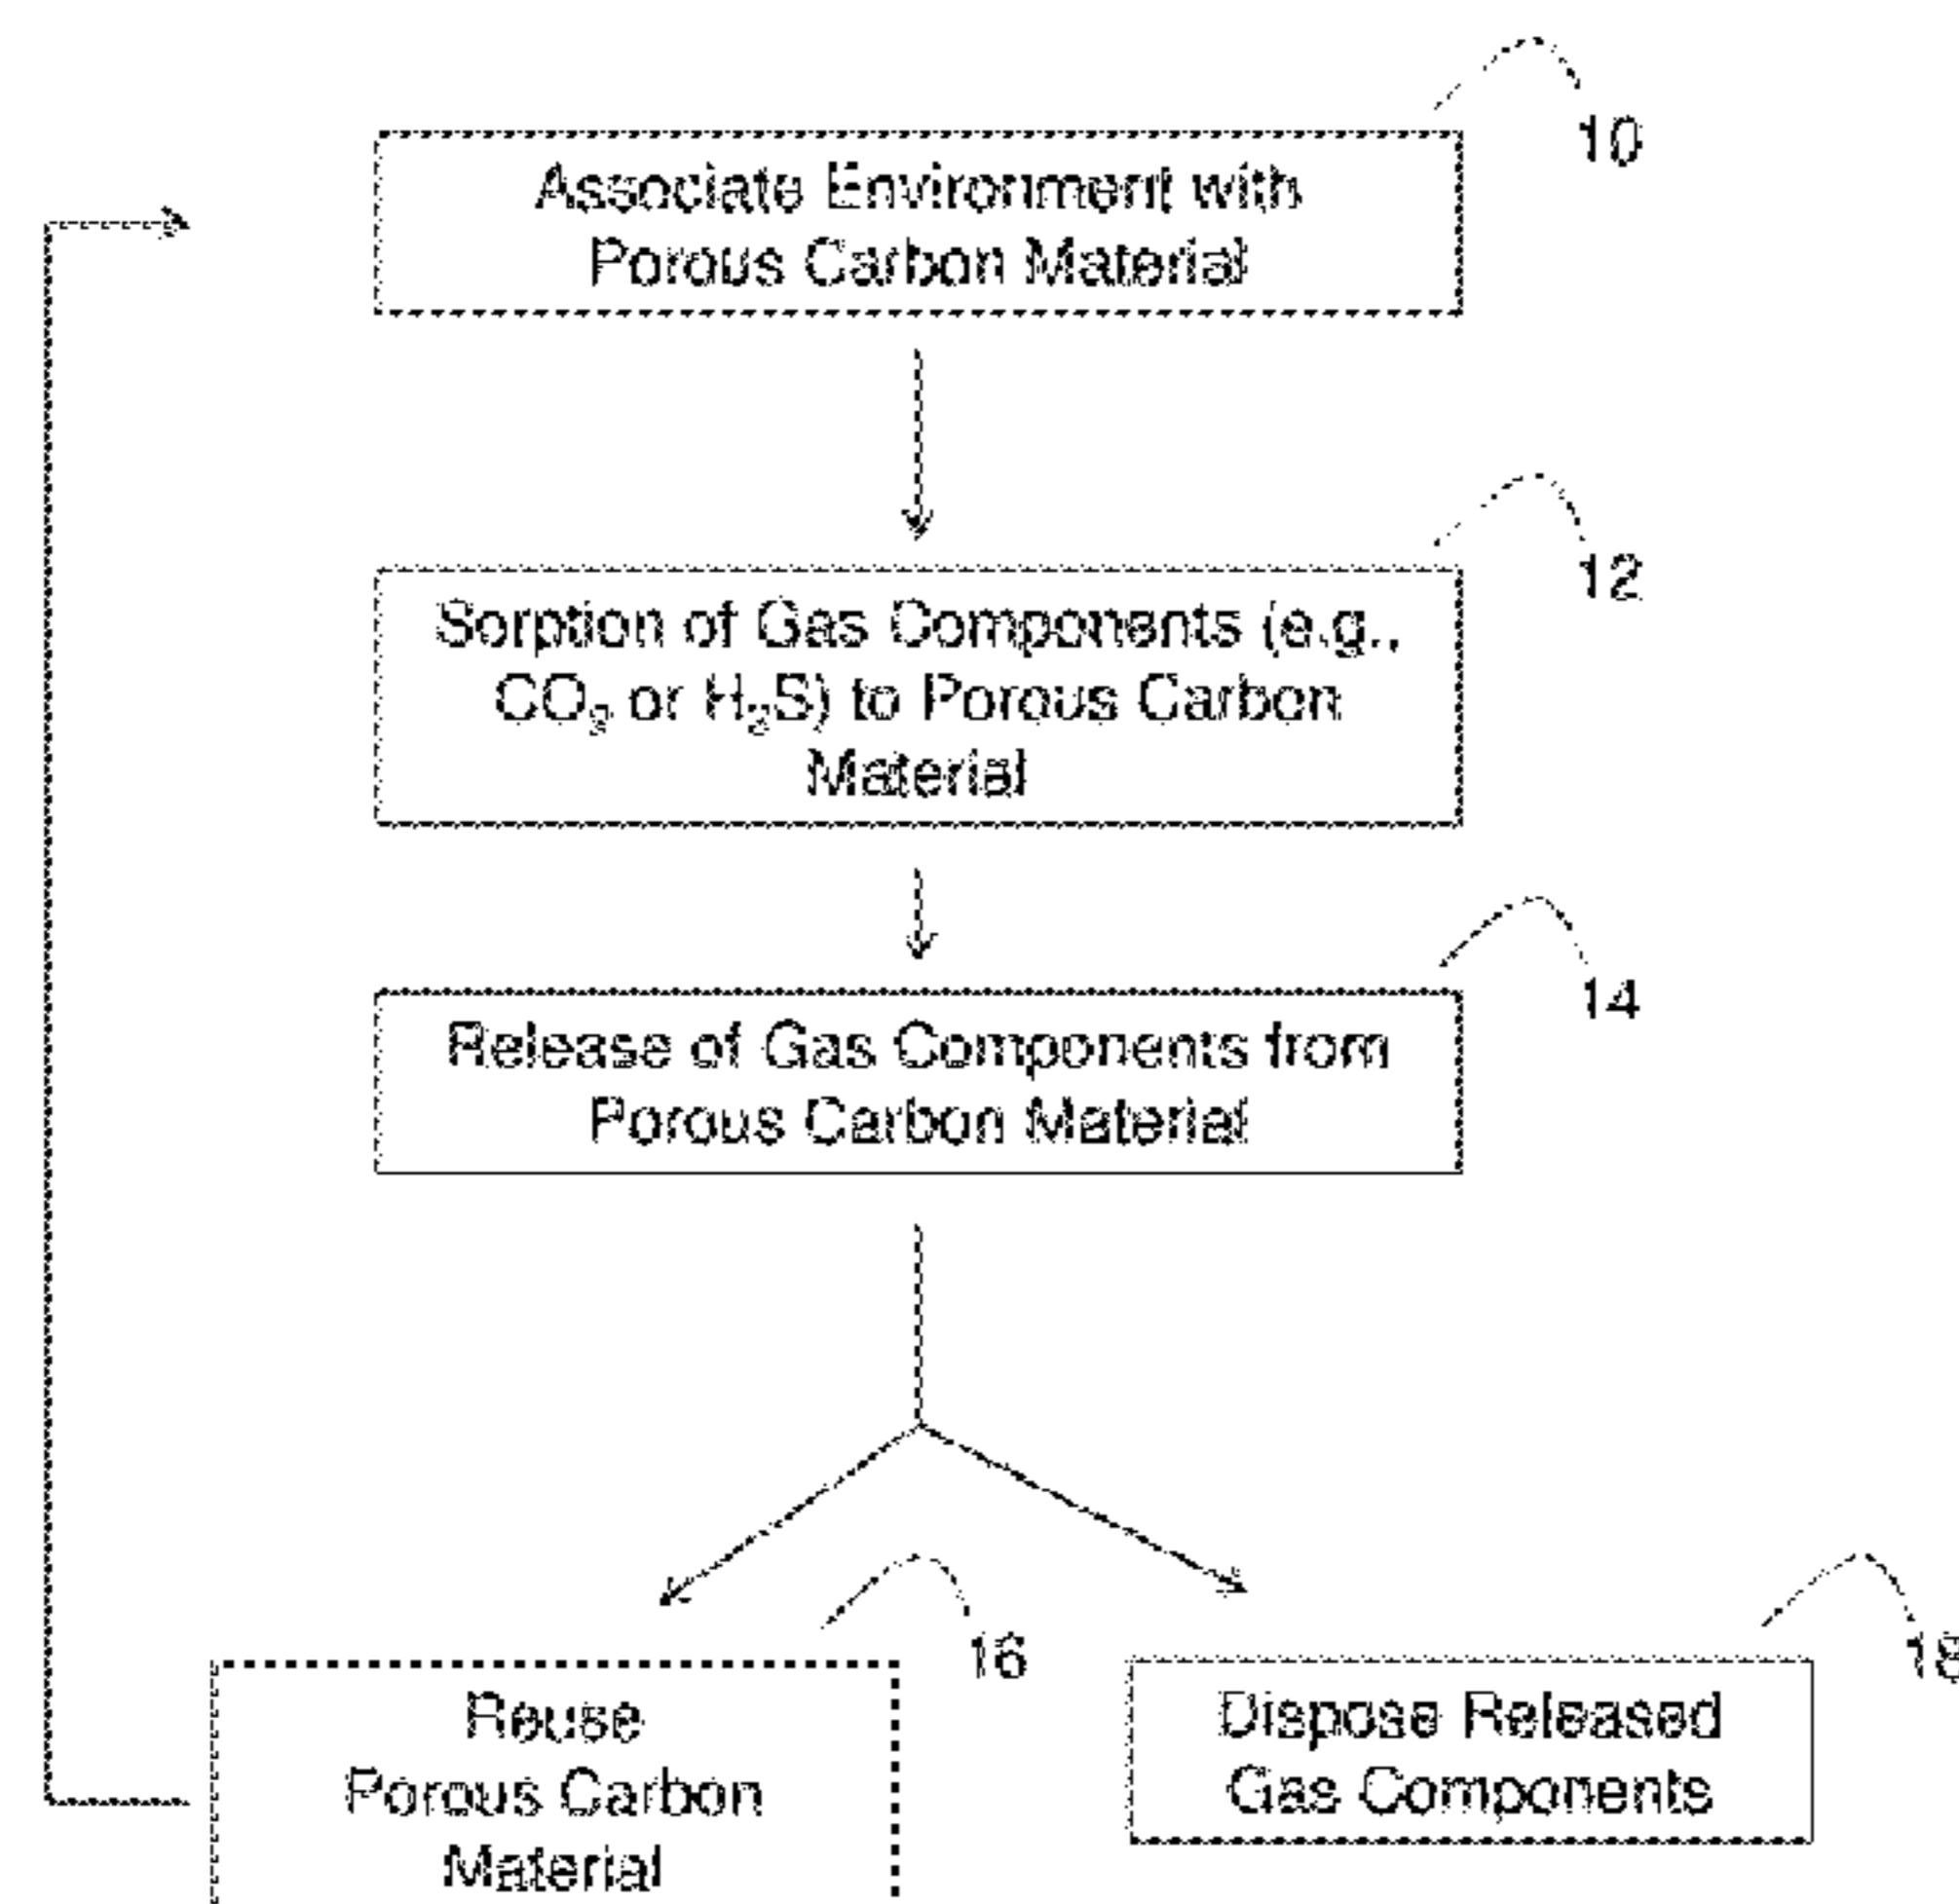 10
Associate Environment with
Porous Carbon Material
12
Sorption of Gas Components (e.g.,
CO₂ or H₂S) to Porous Carbon
Material
14
Release of Gas Components from
Porous Carbon Material
16
Reuse
Porous Carbon
Material
18
Dispose Released
Gas Components